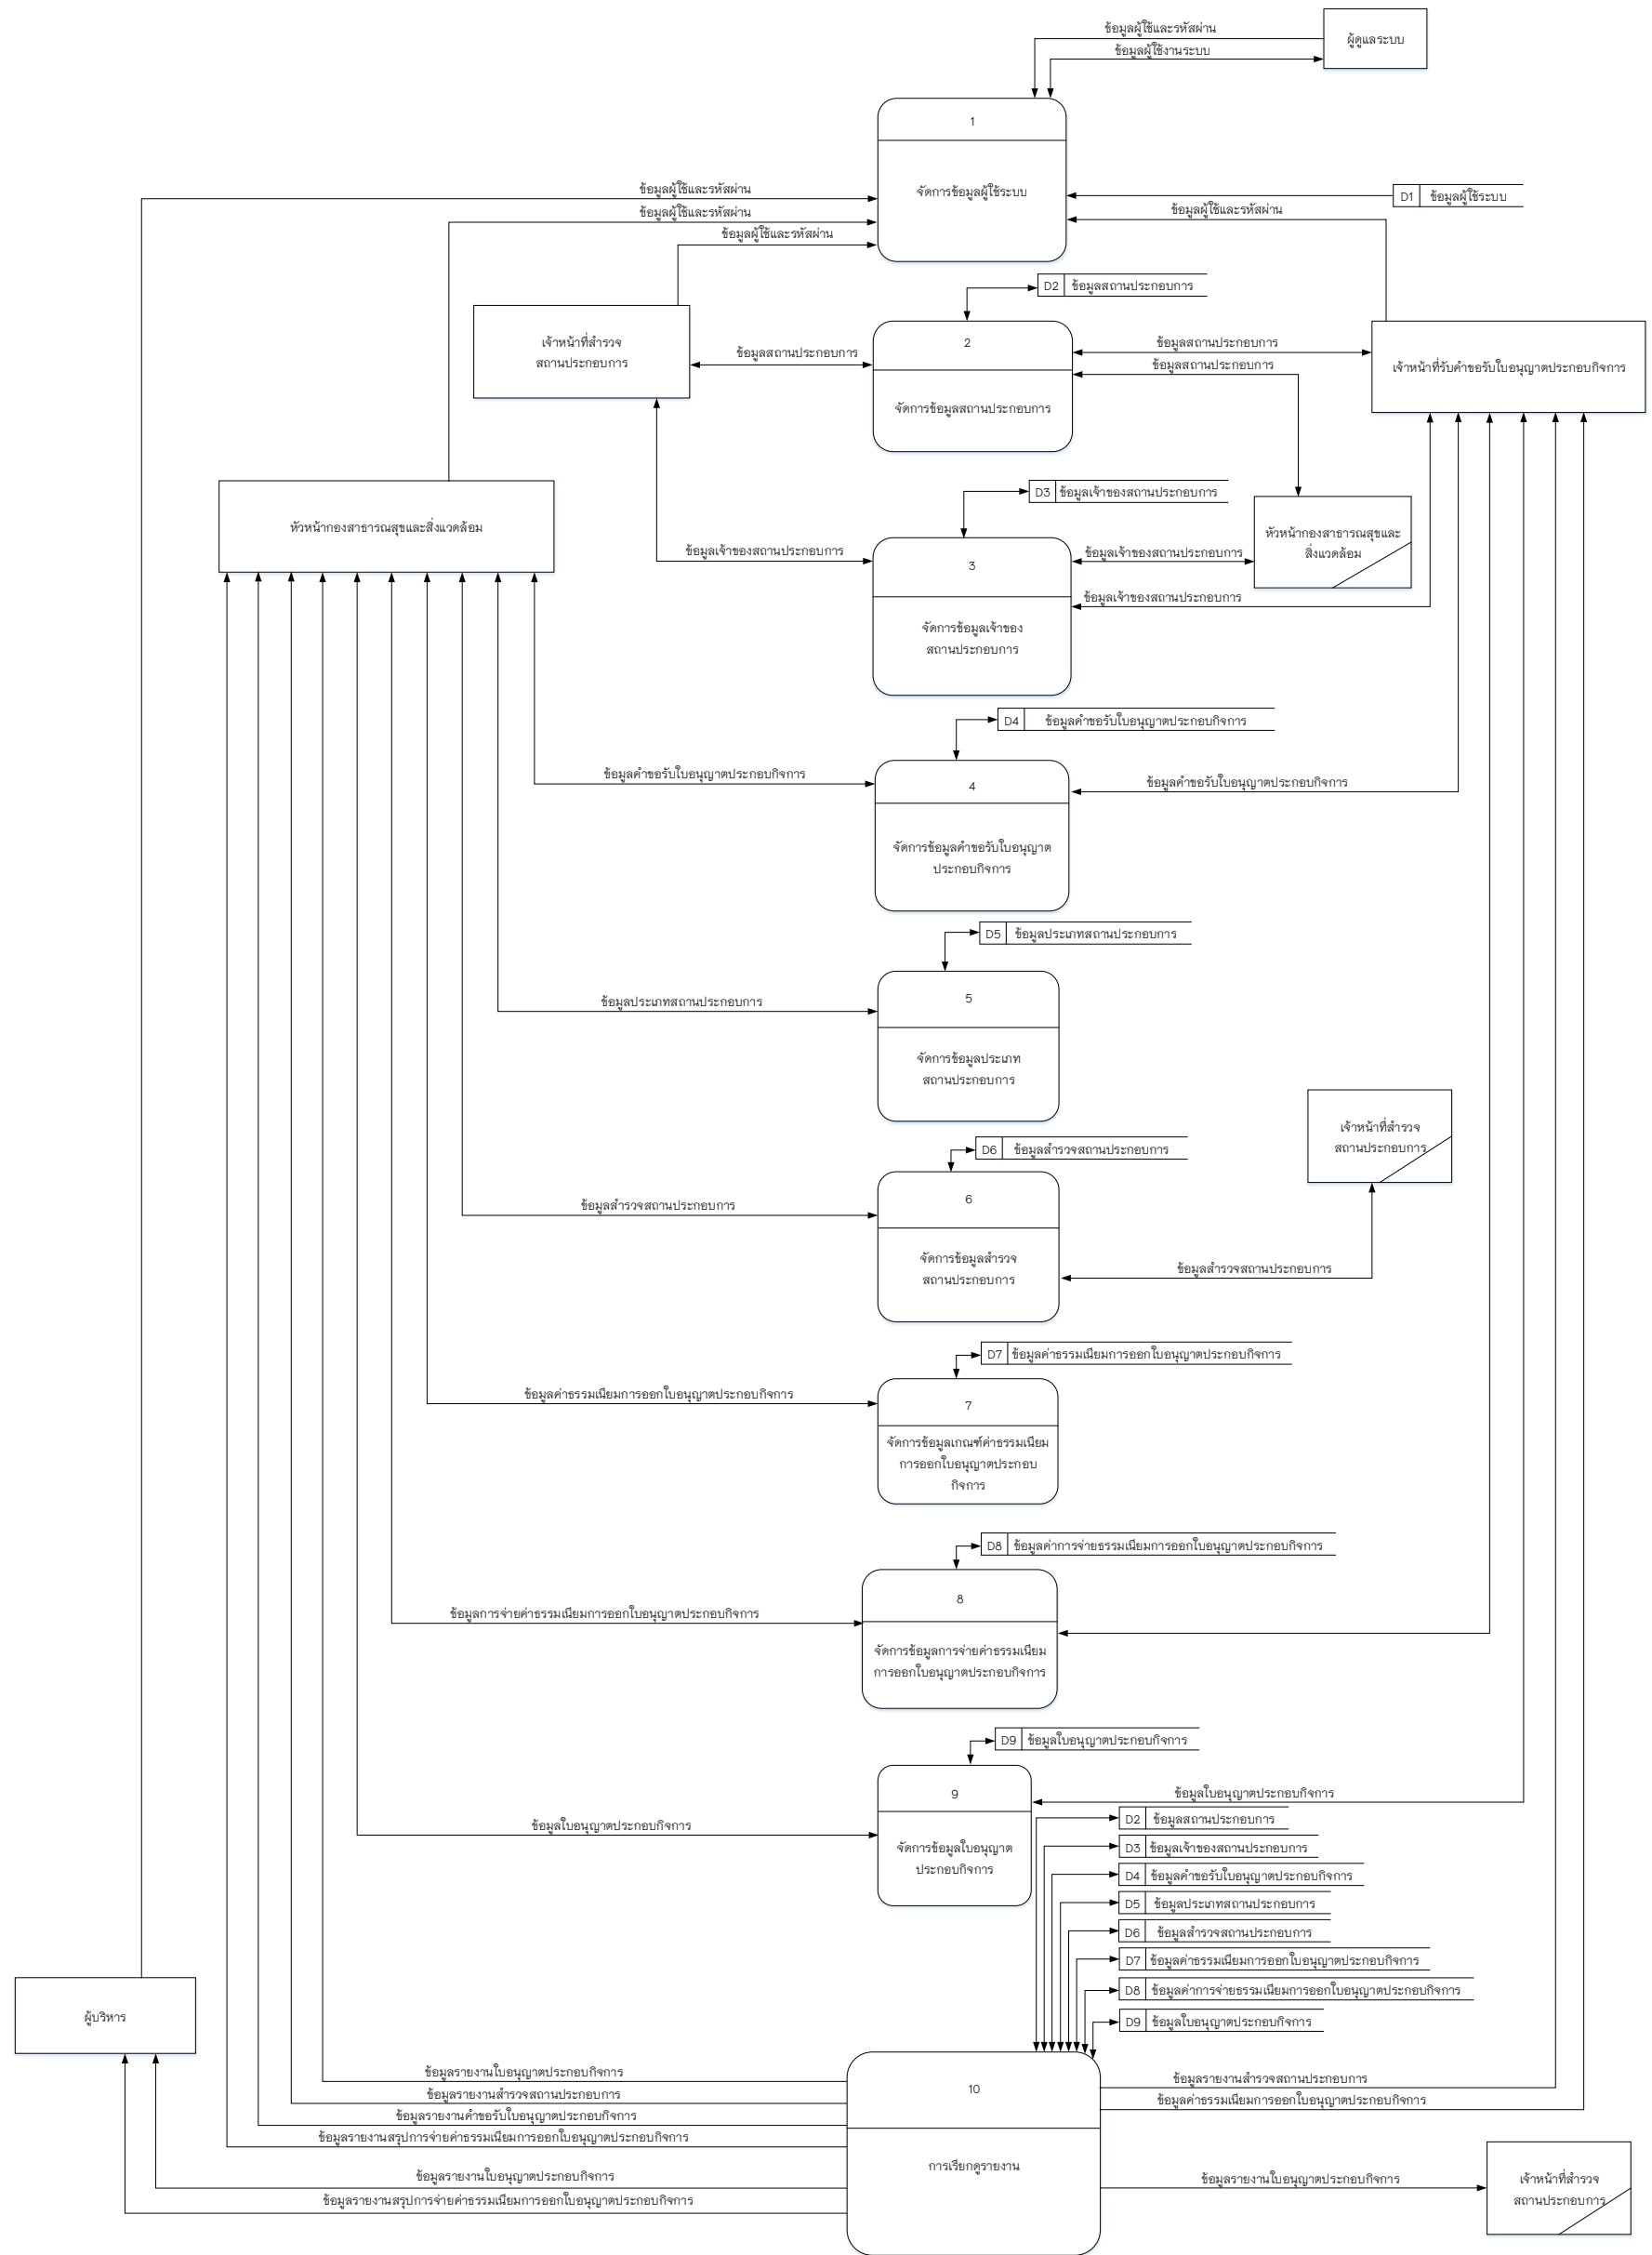 ข้อมูลผู้ใช้และรหัสผ่าน
ผู้ดูแลระบบ
ข้อมูลผู้ใช้งานระบบ
1
จัดการข้อมูลผู้ใช้ระบบ
ข้อมูลผู้ใช้และรหัสผ่าน
D1 ข้อมูลผู้ใช้ระบบ
ข้อมูลผู้ใช้และรหัสผ่าน
ข้อมูลผู้ใช้และรหัสผ่าน
ข้อมูลผู้ใช้และรหัสผ่าน
D2 ข้อมูลสถานประกอบการ
เจ้าหน้าที่สำรวจ
สถานประกอบการ
ข้อมูลสถานประกอบการ
2
จัดการข้อมูลสถานประกอบการ
ข้อมูลสถานประกอบการ
ข้อมูลสถานประกอบการ
เจ้าหน้าที่รับคำขอรับใบอนุญาตประกอบกิจการ
หัวหน้ากองสาธารณสุขและสิ่งแวดล้อม
D3 ข้อมูลเจ้าของสถานประกอบการ
หัวหน้ากองสาธารณสุขและ
สิ่งแวดล้อม
ข้อมูลเจ้าของสถานประกอบการ
3
จัดการข้อมูลเจ้าของ
สถานประกอบการ
ข้อมูลเจ้าของสถานประกอบการ
ข้อมูลเจ้าของสถานประกอบการ
D4 ข้อมูลคำขอรับใบอนุญาตประกอบกิจการ
ข้อมูลคำขอรับใบอนุญาตประกอบกิจการ
4
จัดการข้อมูลคำขอรับใบอนุญาต
ประกอบกิจการ
ข้อมูลคำขอรับใบอนุญาตประกอบกิจการ
D5 ข้อมูลประเภทสถานประกอบการ
ข้อมูลประเภทสถานประกอบการ
5
จัดการข้อมูลประเภท
สถานประกอบการ
เจ้าหน้าที่สำรวจ
สถานประกอบการ
D6 ข้อมูลสำรวจสถานประกอบการ
ข้อมูลสำรวจสถานประกอบการ
6
จัดการข้อมูลสำรวจ
สถานประกอบการ
ข้อมูลสำรวจสถานประกอบการ
D7 ข้อมูลค่าธรรมเนียมการออกใบอนุญาตประกอบกิจการ
ข้อมูลค่าธรรมเนียมการออกใบอนุญาตประกอบกิจการ
7
จัดการข้อมูลเกณฑ์ค่าธรรมเนียม
การออกใบอนุญาตประกอบ
กิจการ
D8 ข้อมูลค่าการจ่ายธรรมเนียมการออกใบอนุญาตประกอบกิจการ
ข้อมูลการจ่ายค่าธรรมเนียมการออกใบอนุญาตประกอบกิจการ
8
จัดการข้อมูลการจ่ายค่าธรรมเนียม
การออกใบอนุญาตประกอบกิจการ
D9 ข้อมูลใบอนุญาตประกอบกิจการ
ข้อมูลใบอนุญาตประกอบกิจการ
9
จัดการข้อมูลใบอนุญาต
ประกอบกิจการ
ข้อมูลใบอนุญาตประกอบกิจการ
D2 ข้อมูลสถานประกอบการ
D3 ข้อมูลเจ้าของสถานประกอบการ
D4 ข้อมูลคำขอรับใบอนุญาตประกอบกิจการ
D5 ข้อมูลประเภทสถานประกอบการ
D6 ข้อมูลสำรวจสถานประกอบการ
D7 ข้อมูลค่าธรรมเนียมการออกใบอนุญาตประกอบกิจการ
D8 ข้อมูลค่าการจ่ายธรรมเนียมการออกใบอนุญาตประกอบกิจการ
D9 ข้อมูลใบอนุญาตประกอบกิจการ
ผู้บริหาร
ข้อมูลรายงานใบอนุญาตประกอบกิจการ
ข้อมูลรายงานสำรวจสถานประกอบการ
ข้อมูลรายงานคำขอรับใบอนุญาตประกอบกิจการ
ข้อมูลรายงานสรุปการจ่ายค่าธรรมเนียมการออกใบอนุญาตประกอบกิจการ
ข้อมูลรายงานใบอนุญาตประกอบกิจการ
ข้อมูลรายงานสรุปการจ่ายค่าธรรมเนียมการออกใบอนุญาตประกอบกิจการ
10
การเรียกดูรายงาน
ข้อมูลรายงานสำรวจสถานประกอบการ
ข้อมูลค่าธรรมเนียมการออกใบอนุญาตประกอบกิจการ
ข้อมูลรายงานใบอนุญาตประกอบกิจการ
เจ้าหน้าที่สำรวจ
สถานประกอบการ